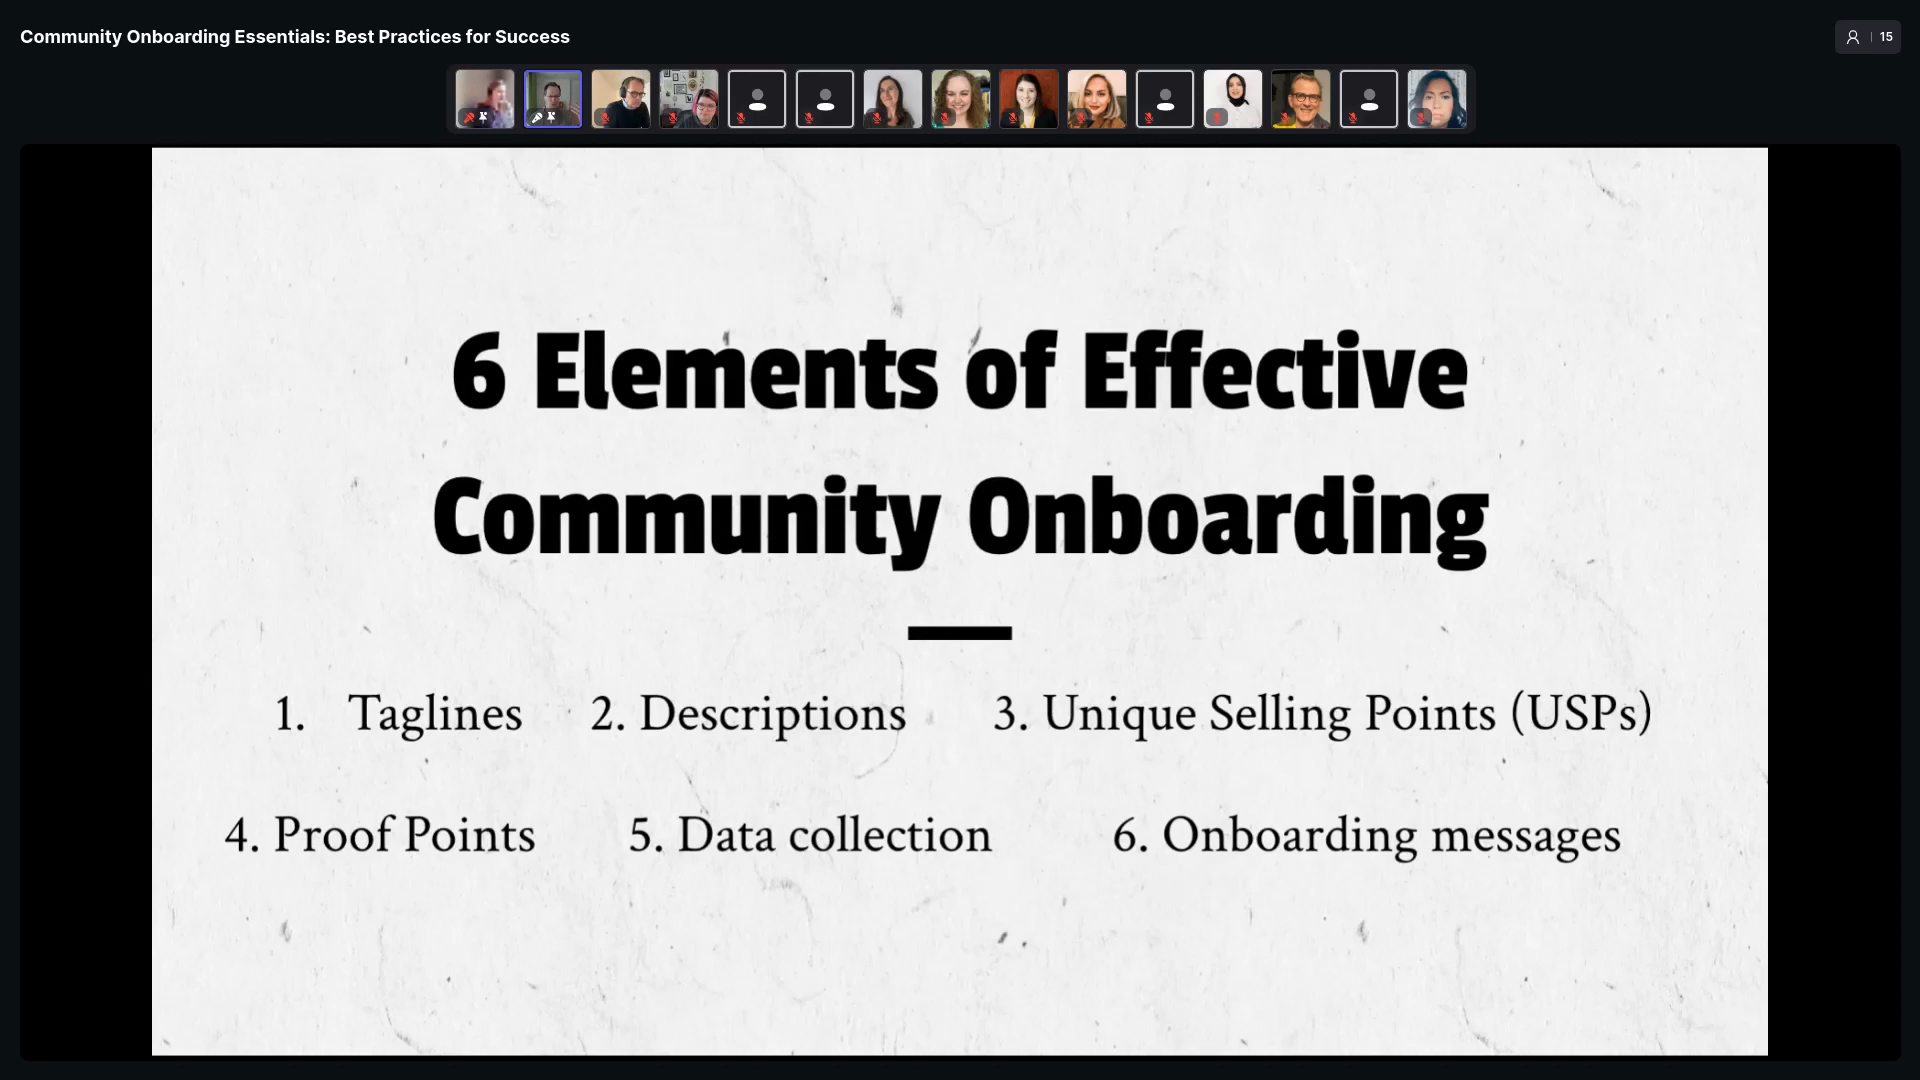 Community Onboarding Essentials: Best Practices for Success
15
6 Elements of Effective
Community Onboarding
1. Taglines 2. Descriptions 3. Unique Selling Points (USPs)
4. Proof Points 5. Data collection 6. Onboarding messages